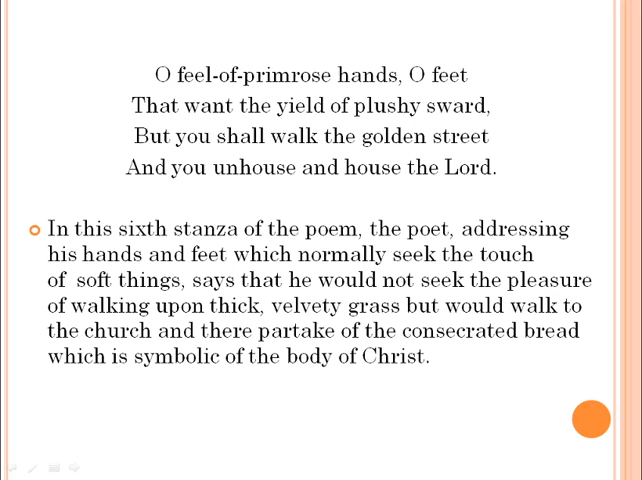 O feel-of-primrose hands, O feet
That want the yield of plushy sward,
But you shall walk the golden street
And you unhouse and house the Lord.
In this sixth stanza of the poem, the poet, addressing
his hands and feet which normally seek the touch
of soft things, says that he would not seek the pleasure
of walking upon thick, velvety grass but would walk to
the church and there partake of the consecrated bread
which is symbolic of the body of Christ.